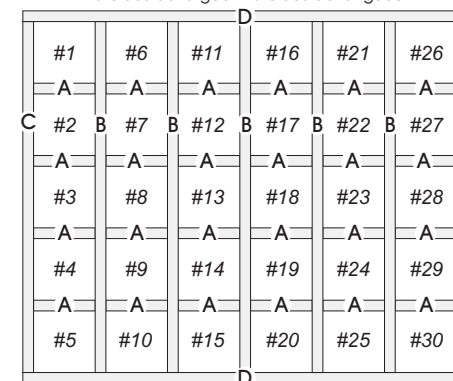 D
#1 #6 #11 #16 #21 #26
A A A A A A
C #2 B #7 B #12 B #17 B #22 B #27
A A A A A A
#3 #8 #13 #18 #23 #28
A A A A A A
#4 #9 #14 #19 #24 #29
A A A A A A
#5 #10 #15 #20 #25 #30
D